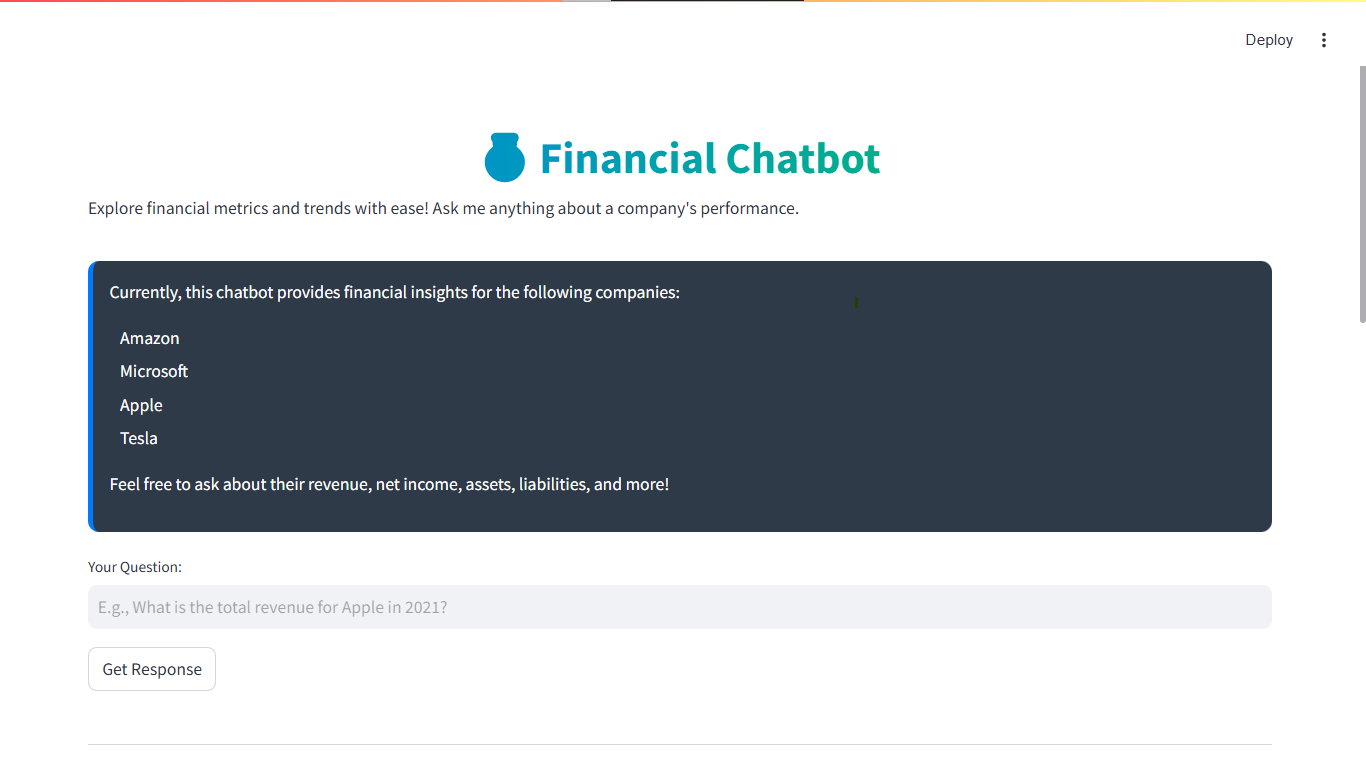 Deploy
Financial Chatbot
Explore financial metrics and trends with ease! Ask me anything about a company's performance.
Currently, this chatbot provides financial insights for the following companies:
Amazon
Microsoft
Apple
Tesla
Feel free to ask about their revenue, net income, assets, liabilities, and more!
Your Question:
E.g., What is the total revenue for Apple in 2021?
Get Response